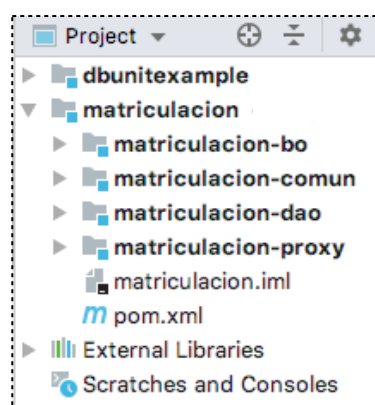 Project
dbunitexample
matriculacion
matriculacion-bo
matriculacion-comun
matriculacion-dao
matriculacion-proxy
matriculacion.iml
m pom.xml
External Libraries
Scratches and Consoles